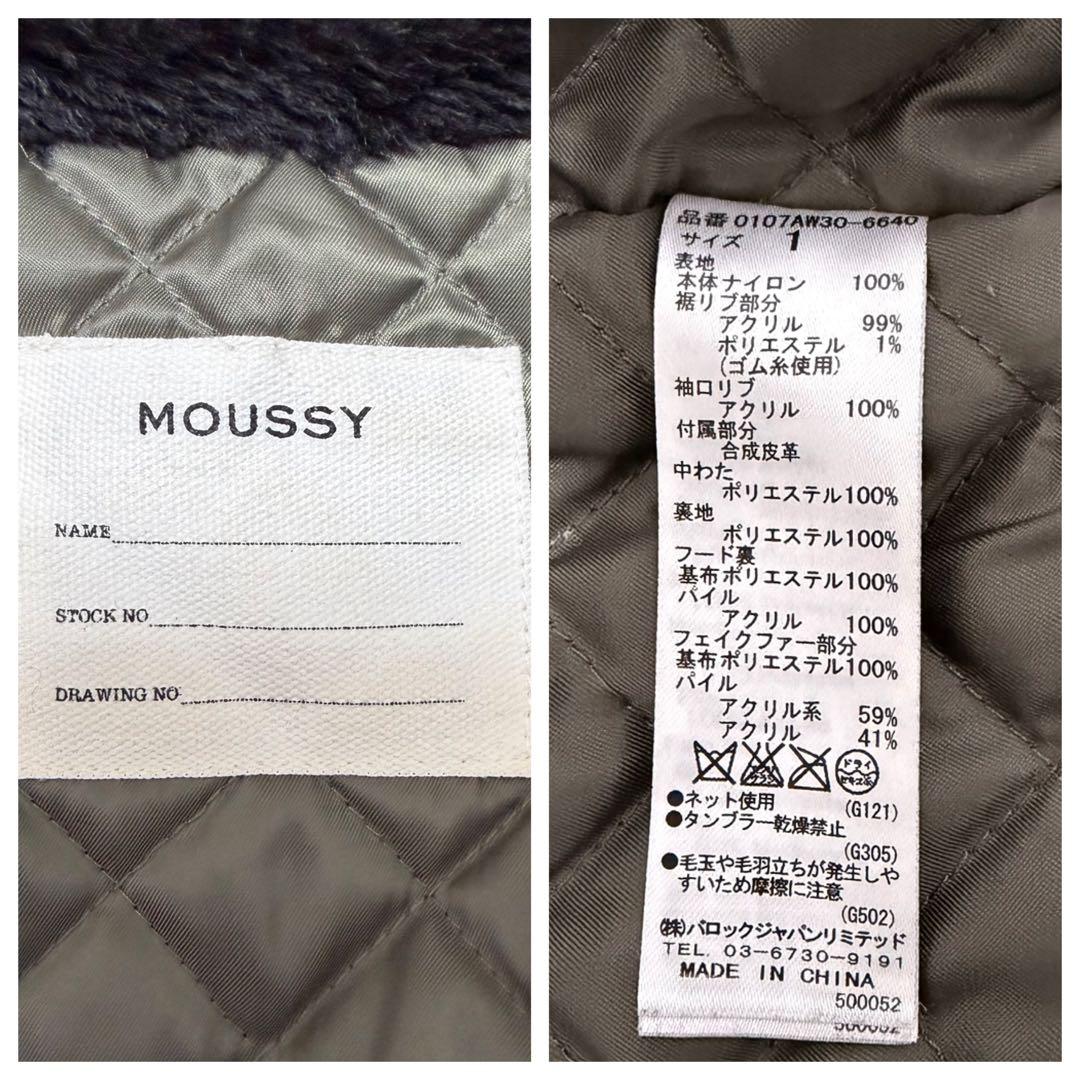 MOUSSY
NAME
STOCK NO
DRAWING NO
品番 0107AW30-6640
サイズ 1
表地
本体ナイロン 100%
裾リブ部分
アクリル 99%
ポリエステル 1%
(ゴム糸使用)
袖口リブ
アクリル 100%
付属部分
合成皮革
中わた
ポリエステル100%
裏地
ポリエステル100%
フード裏
基布ポリエステル100%
パイル
アクリル 100%
フェイクファー部分
基布ポリエステル100%
パイル
アクリル系 59%
アクリル 41%
ドライ
セキユ系
●ネット使用 (G121)
●タンブラー乾燥禁止
(G305)
●毛玉や毛羽立ちが発生しや
すいため摩擦に注意
(G502)
㈱バロックジャパンリミテッド
TEL. 03-6730-9191
MADE IN CHINA
500052
500052